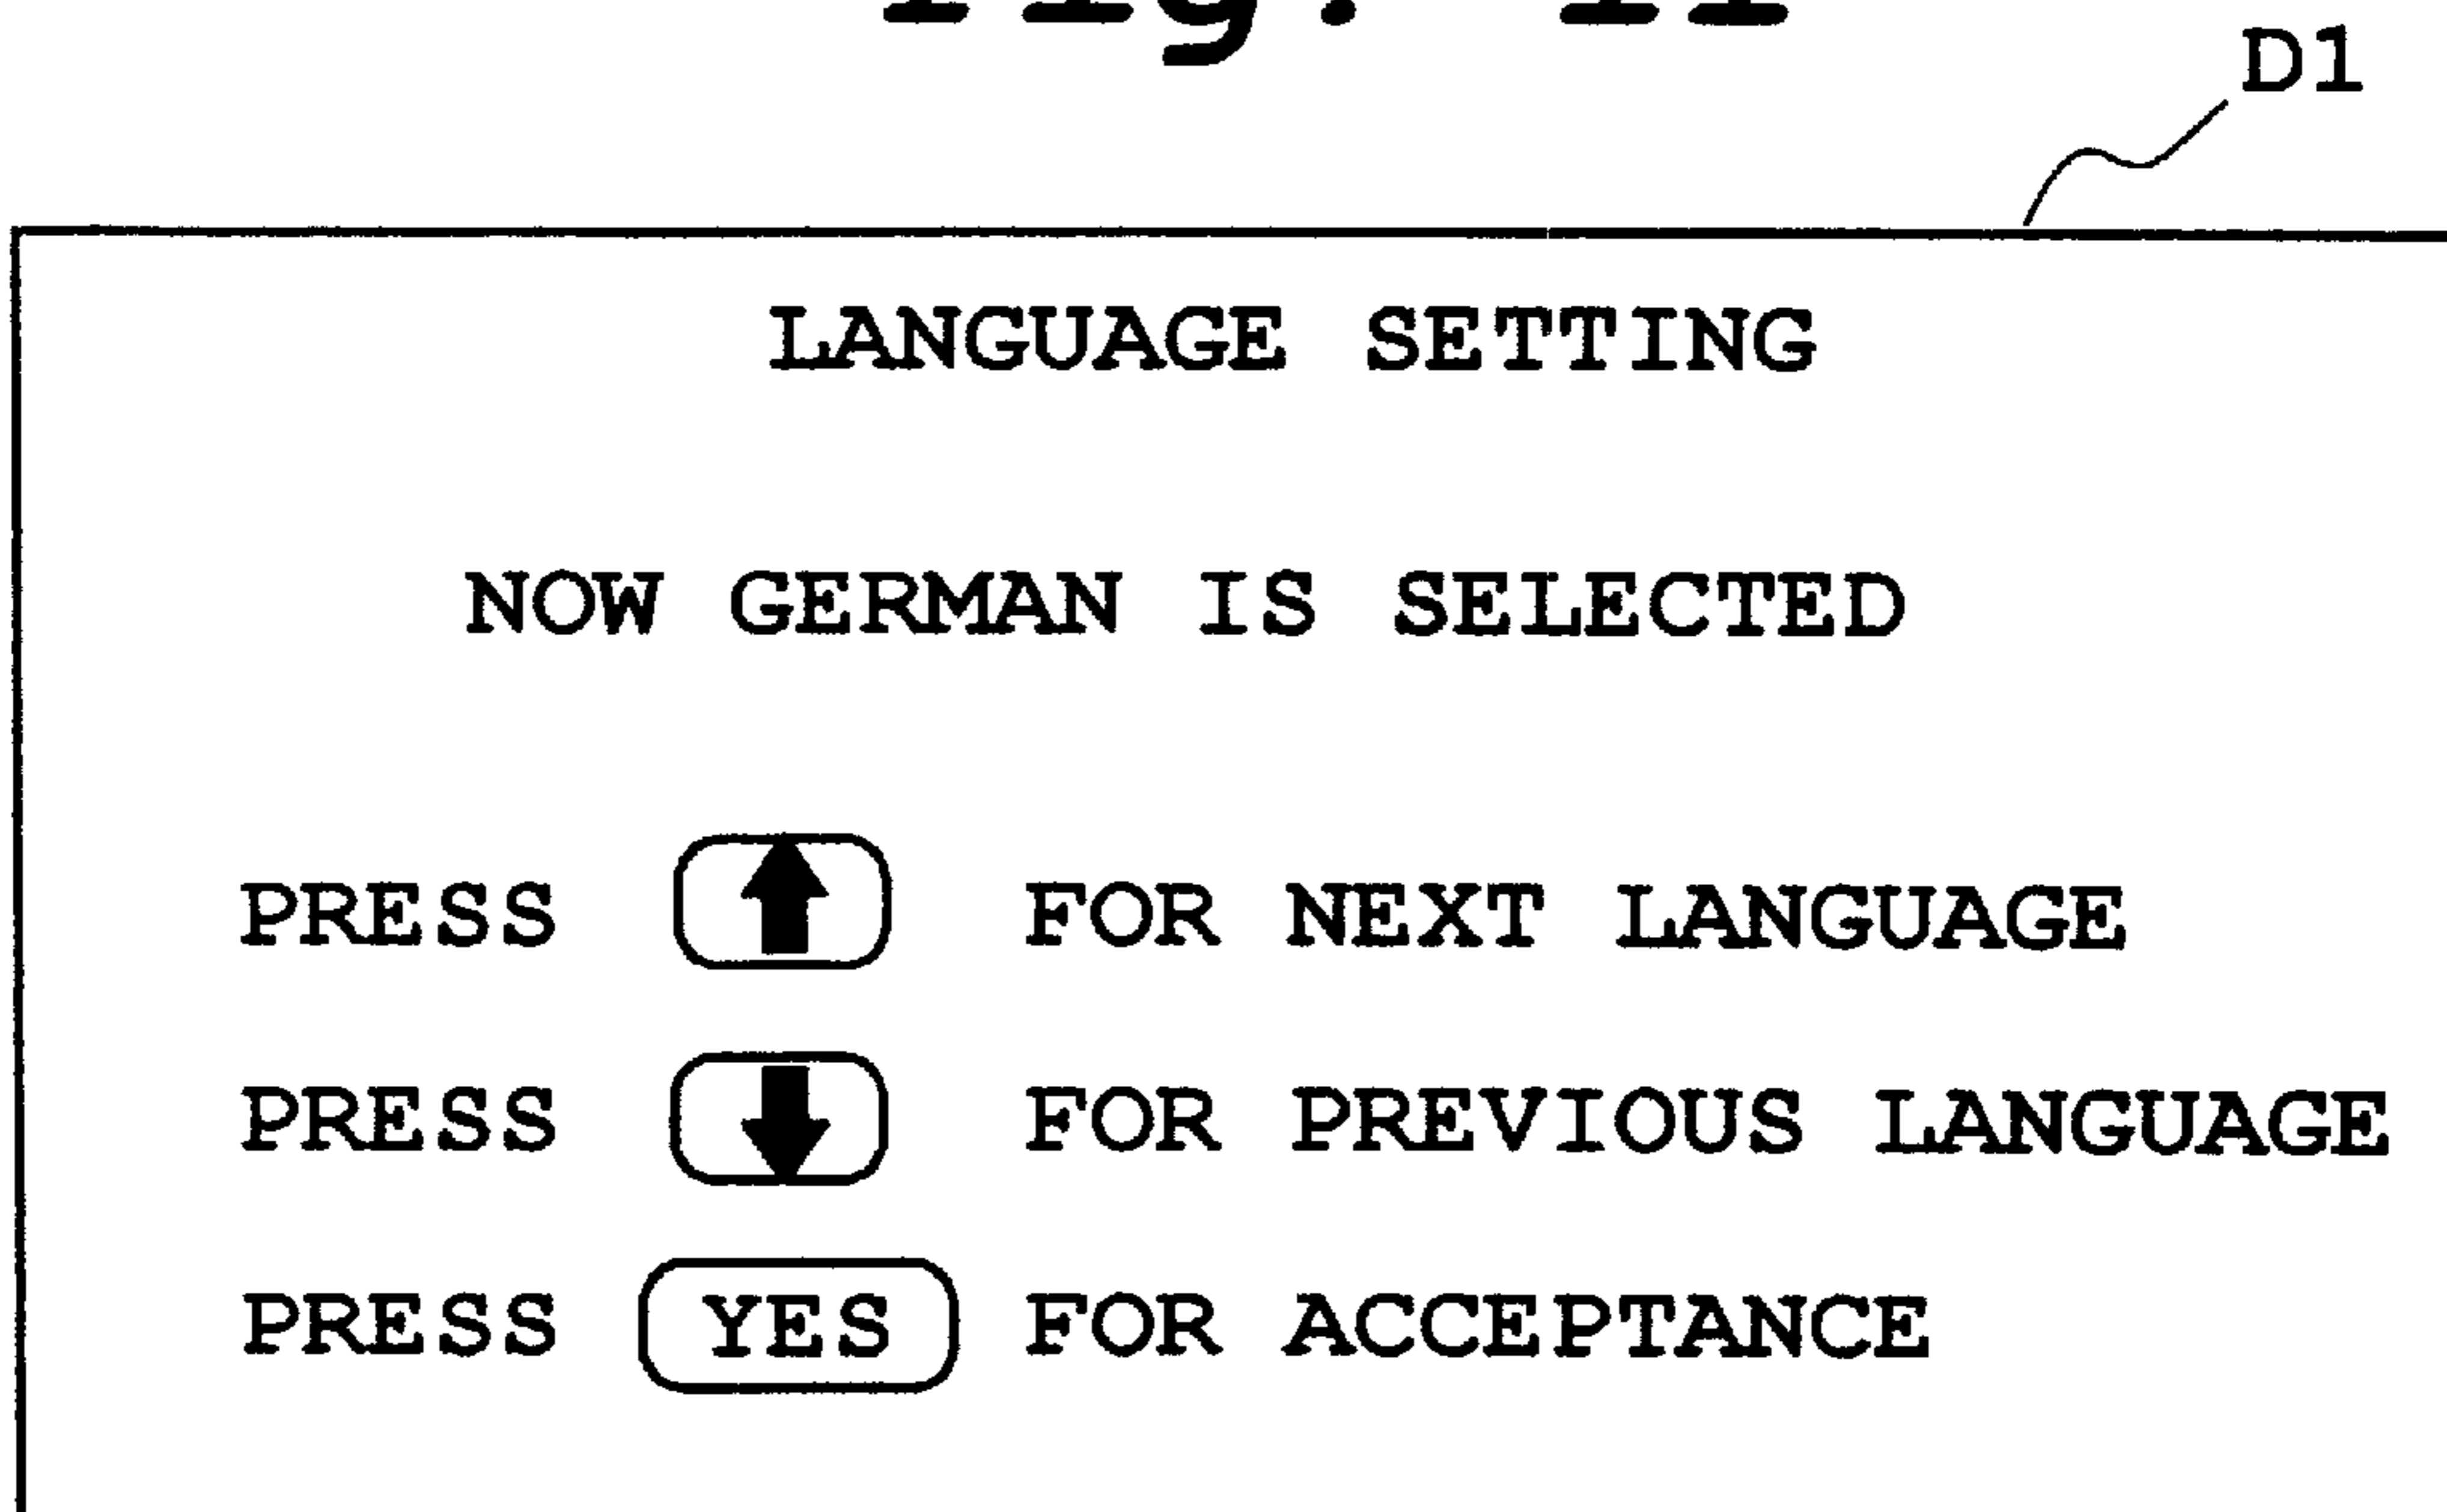 D1
LANGUAGE SETTING
NOW GERMAN IS SELECTED
PRESS FOR NEXT LANGUAGE
PRESS FOR PREVIOUS LANGUAGE
PRESS YES FOR ACCEPTANCE